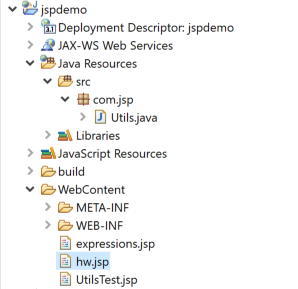 jspdemo
Deployment Descriptor: jspdemo
JAX-WS Web Services
Java Resources
src
com.jsp
Utils.java
Libraries
JavaScript Resources
build
WebContent
META-INF
WEB-INF
expressions.jsp
hw.jsp
UtilsTest.jsp